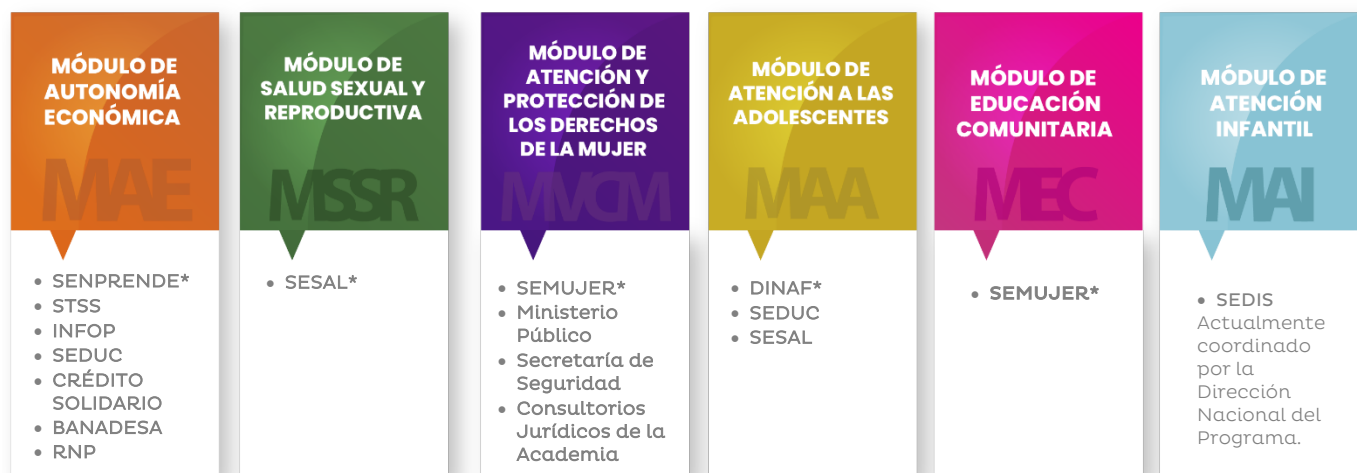 MÓDULO DE
AUTONOMÍA
ECONÓMICA
MAE
• SENPRENDE*
• STSS
• INFOP
• SEDUC
• CRÉDITO
SOLIDARIO
• BANADESA
• RNP
MÓDULO DE
SALUD SEXUAL Y
REPRODUCTIVA
MSSR
• SESAL*
MÓDULO DE
ATENCIÓN Y
PROTECCIÓN DE
LOS DERECHOS
DE LA MUJER
MVCM
• SEMUJER*
• Ministerio
Público
• Secretaría de
Seguridad
• Consultorios
Jurídicos de la
Academia
MÓDULO DE
ATENCIÓN A LAS
ADOLESCENTES
MAA
• DINAF*
• SEDUC
• SESAL
MÓDULO DE
EDUCACIÓN
COMUNITARIA
MEC
• SEMUJER*
MÓDULO DE
ATENCIÓN
INFANTIL
MAI
• SEDIS
Actualmente
coordinado
por la
Dirección
Nacional del
Programa.